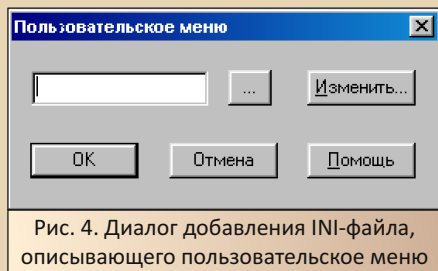 Пользовательское меню
...
Изменить...
OK
Отмена
Помощь
Рис. 4. Диалог добавления INI-файла,
описывающего пользовательское меню